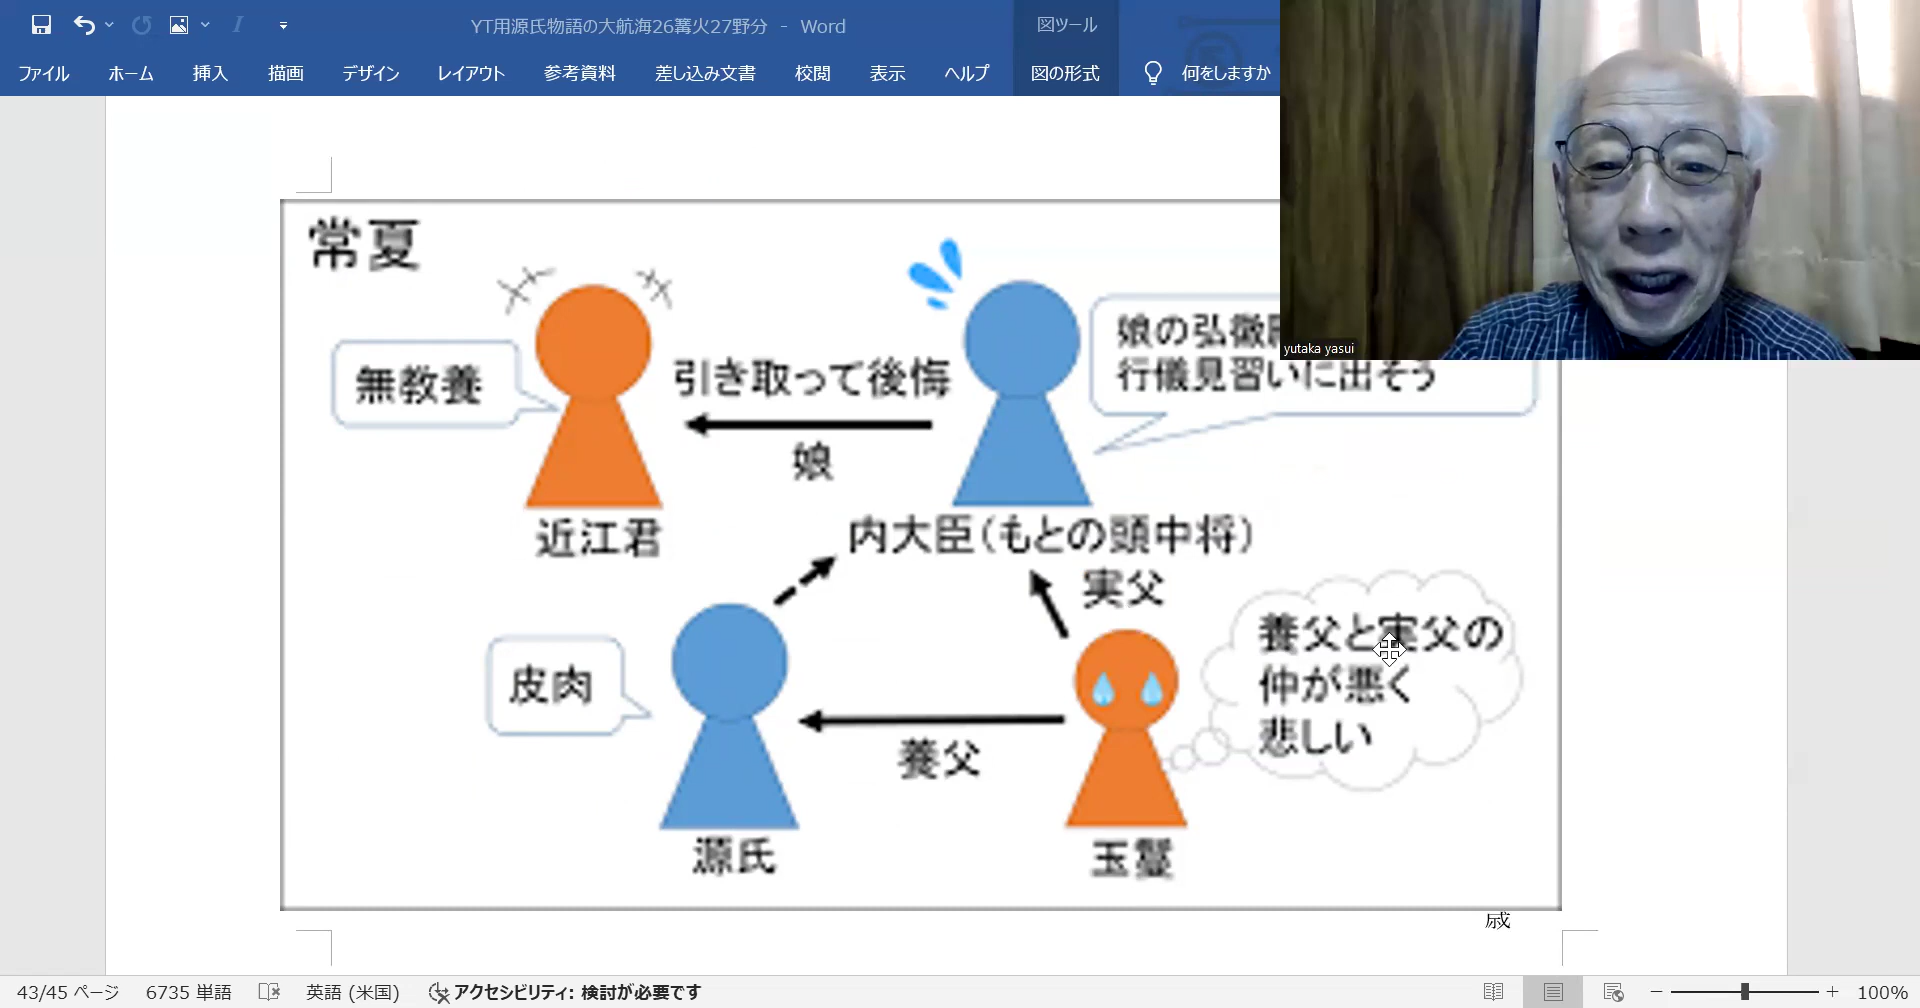 YT用源氏物語の大航海26篝火27野分 - Word
図ツール
ファイル
ホーム
挿入
描画
デザイン
レイアウト
参考資料
差し込み文書
校閲
表示
ヘルプ
図の形式
何をしますか
yutaka yasui
常夏
無教養
引き取って後悔
娘
娘の弘徽
行儀見習いに出そう
近江君
内大臣(もとの頭中将)
実父
皮肉
養父と実父の
仲が悪く
悲しい
養父
源氏
玉鬘
43/45 ページ
6735 単語
英語 (米国)
アクセシビリティ: 検討が必要です
100%